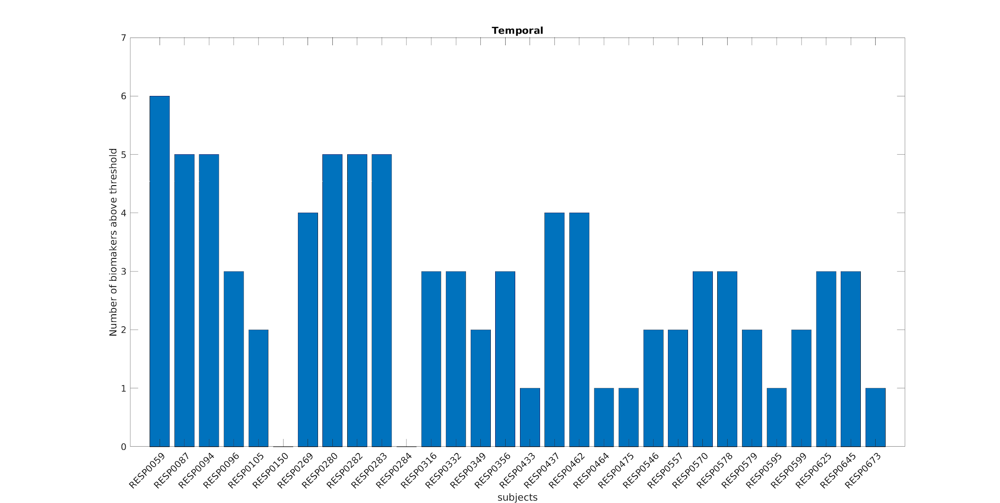 Temporal
7
6
5
4
3
2
1
0
Number of biomakers above threshold
RESP0059
RESP0087
RESP0094
RESP0096
RESP0105
RESP0150
RESP0269
RESP0280
RESP0282
RESP0283
RESP0284
RESP0316
RESP0332
RESP0349
RESP0356
RESP0433
RESP0437
RESP0462
RESP0464
RESP0475
RESP0546
RESP0557
RESP0570
RESP0578
RESP0579
RESP0595
RESP0599
RESP0625
RESP0645
RESP0673
subjects